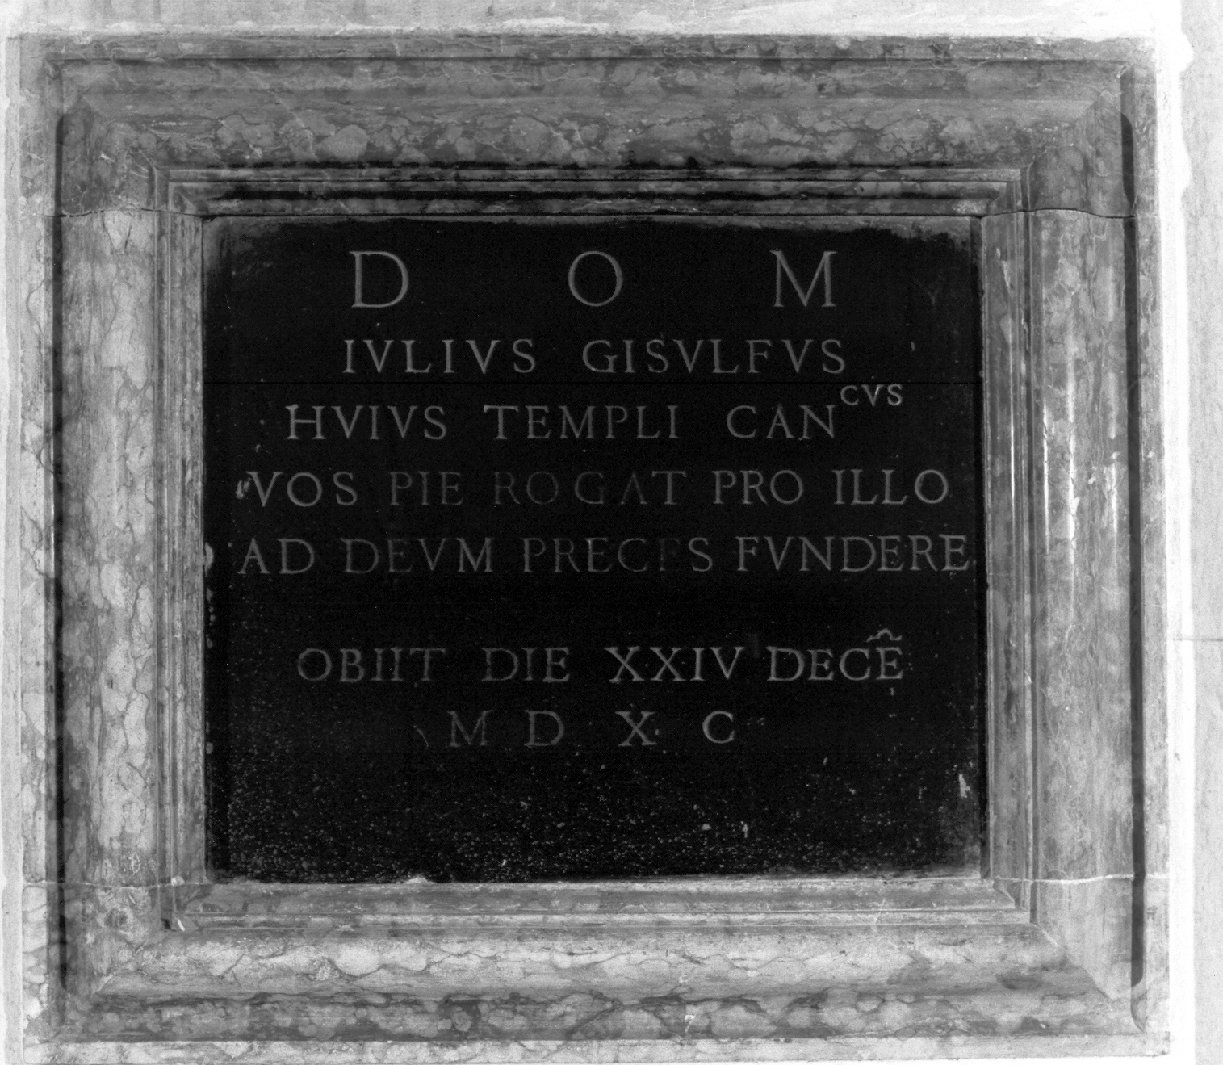 D O M
IVLIVS GISVLFVS
HVIVS TEMPLI CANCVS
VOS PIE ROGAT PRO ILLO
AD DEVM PRECES FVNDERE
OBIIT DIE XXIV DECE᷉
M D X C